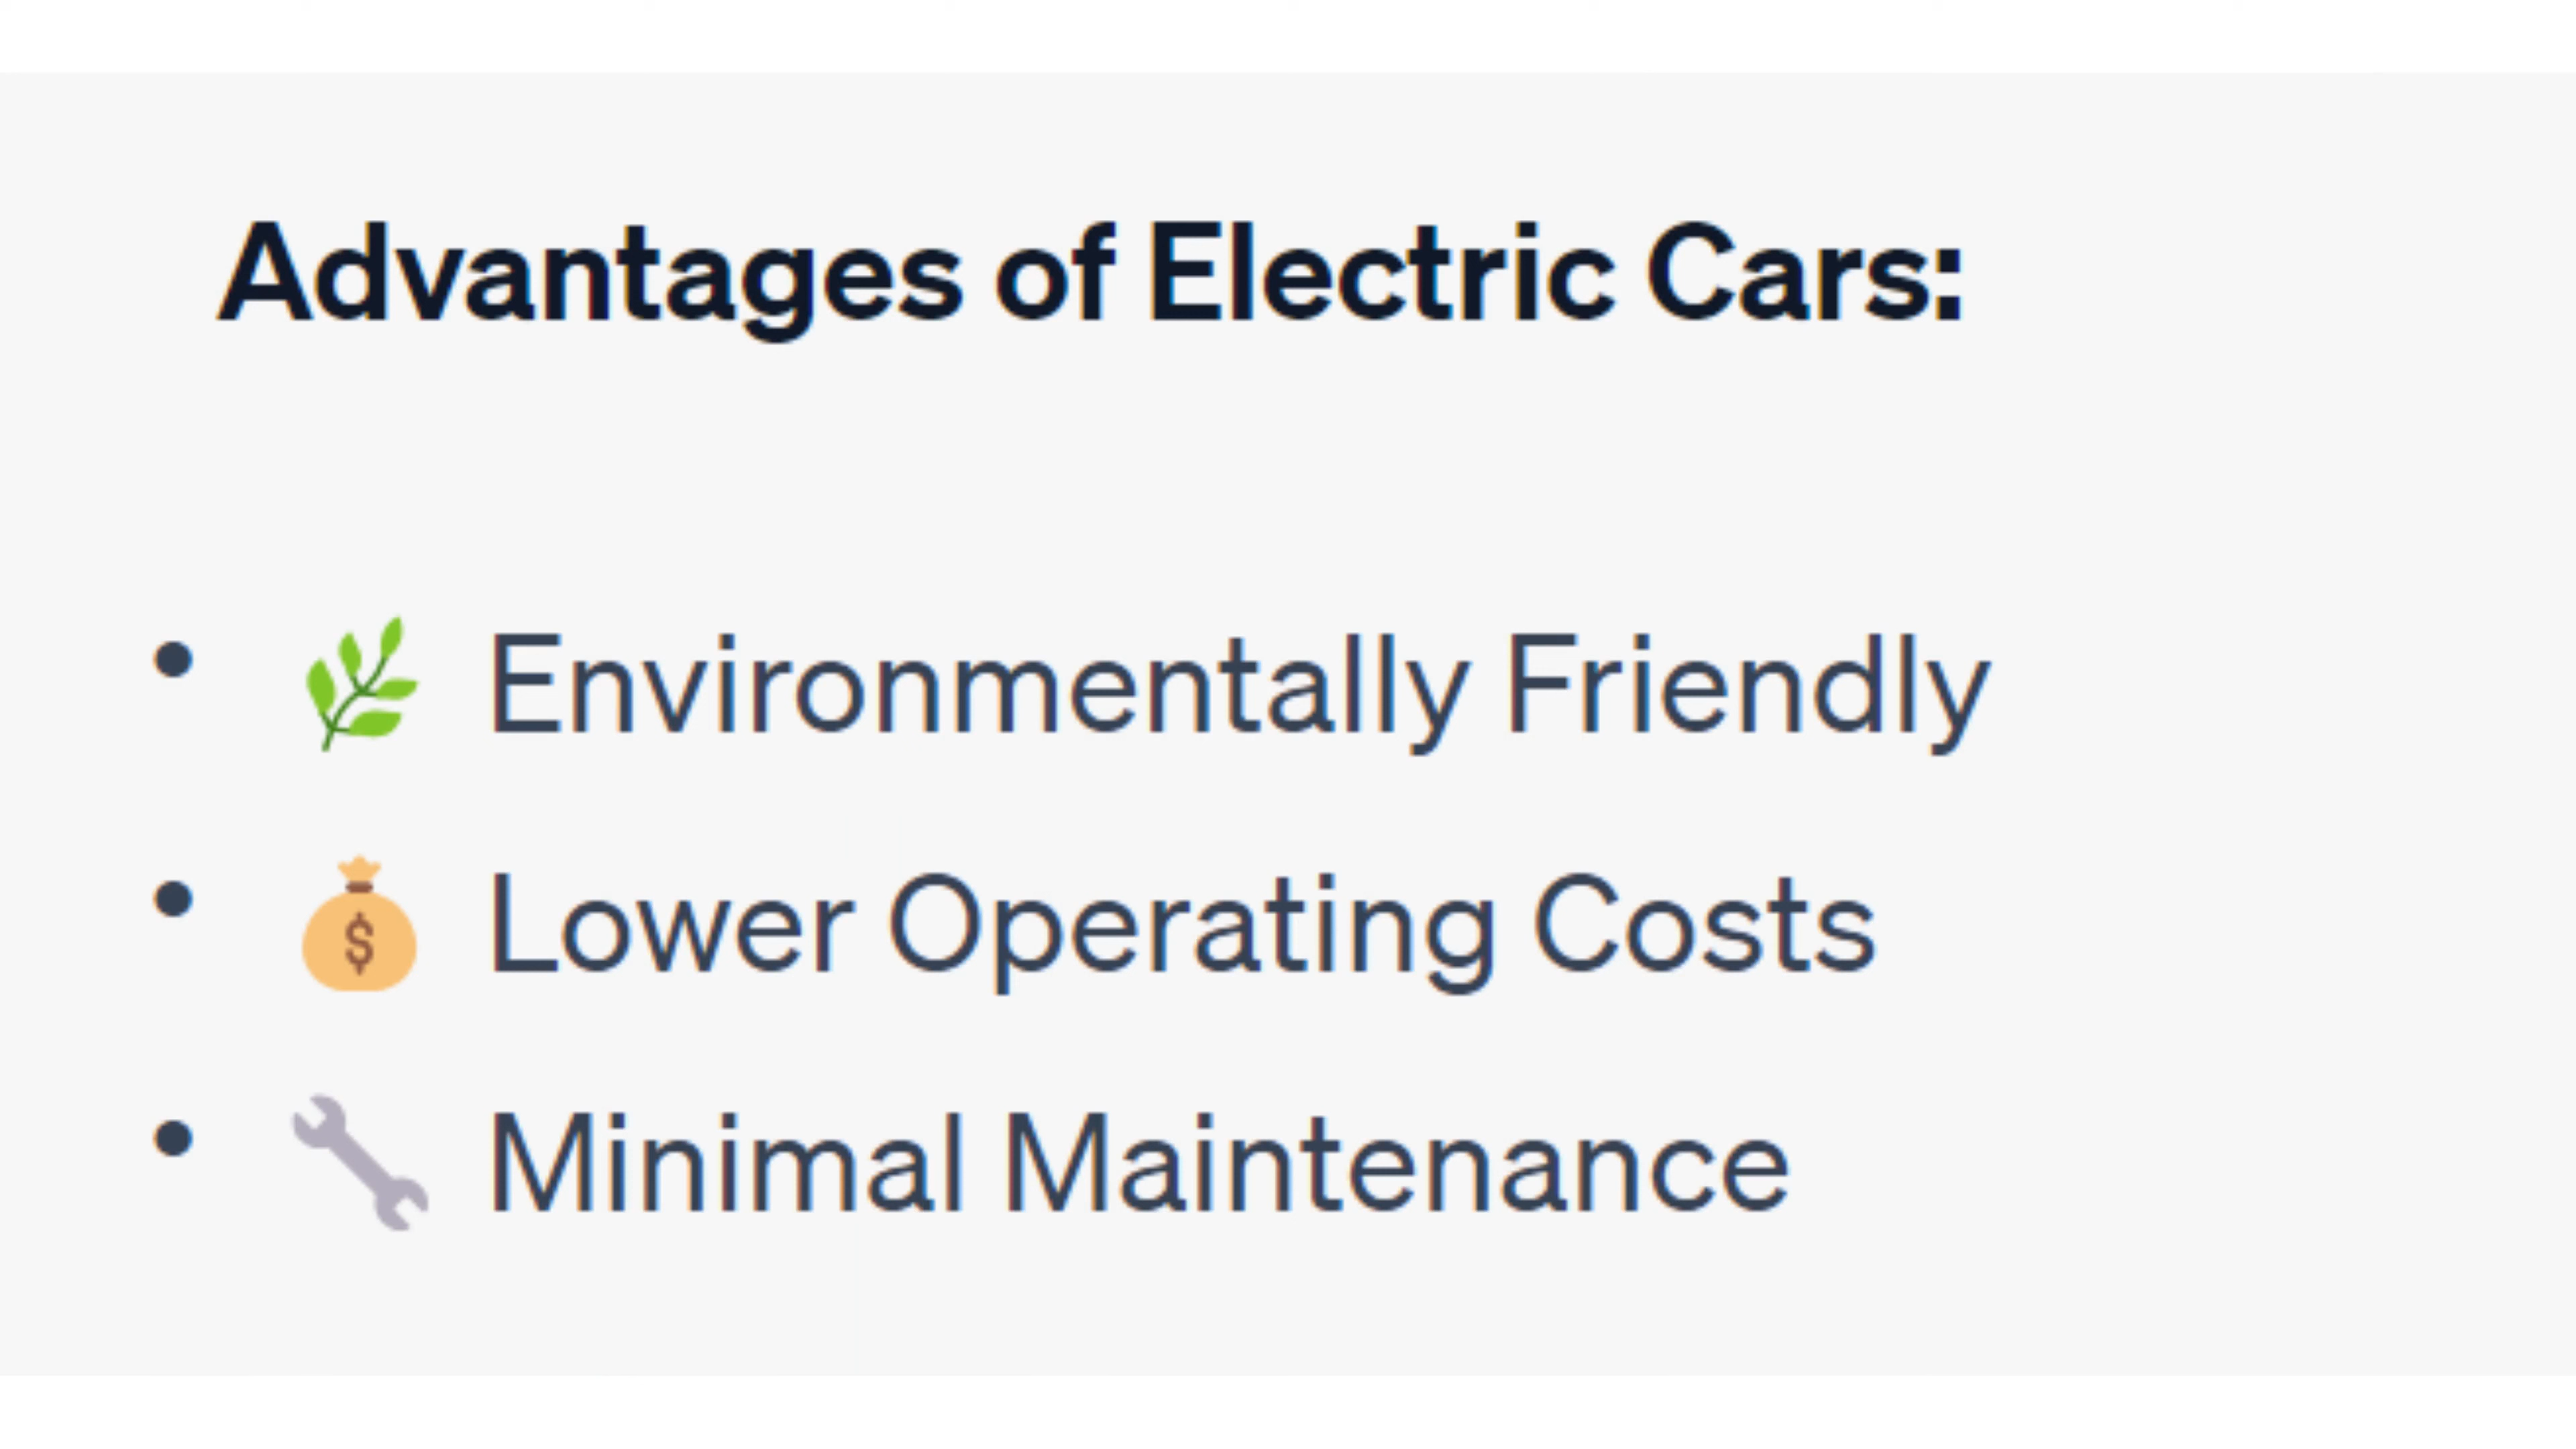 Advantages of Electric Cars:
• 🌿 Environmentally Friendly
• 💰 Lower Operating Costs
• 🔧 Minimal Maintenance